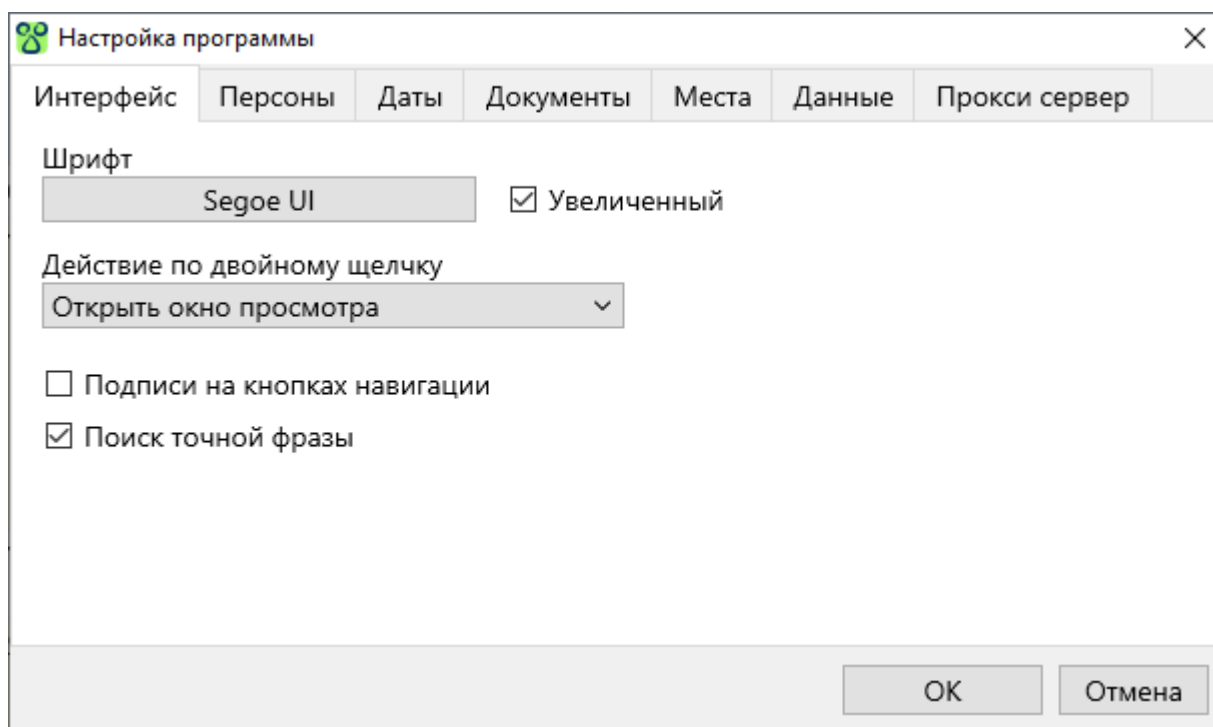 Настройка программы
Интерфейс Персоны Даты Документы Места Данные Прокси сервер
Шрифт
Segoe UI Увеличенный
Действие по двойному щелчку
Открыть окно просмотра
Подписи на кнопках навигации
Поиск точной фразы
OK Отмена